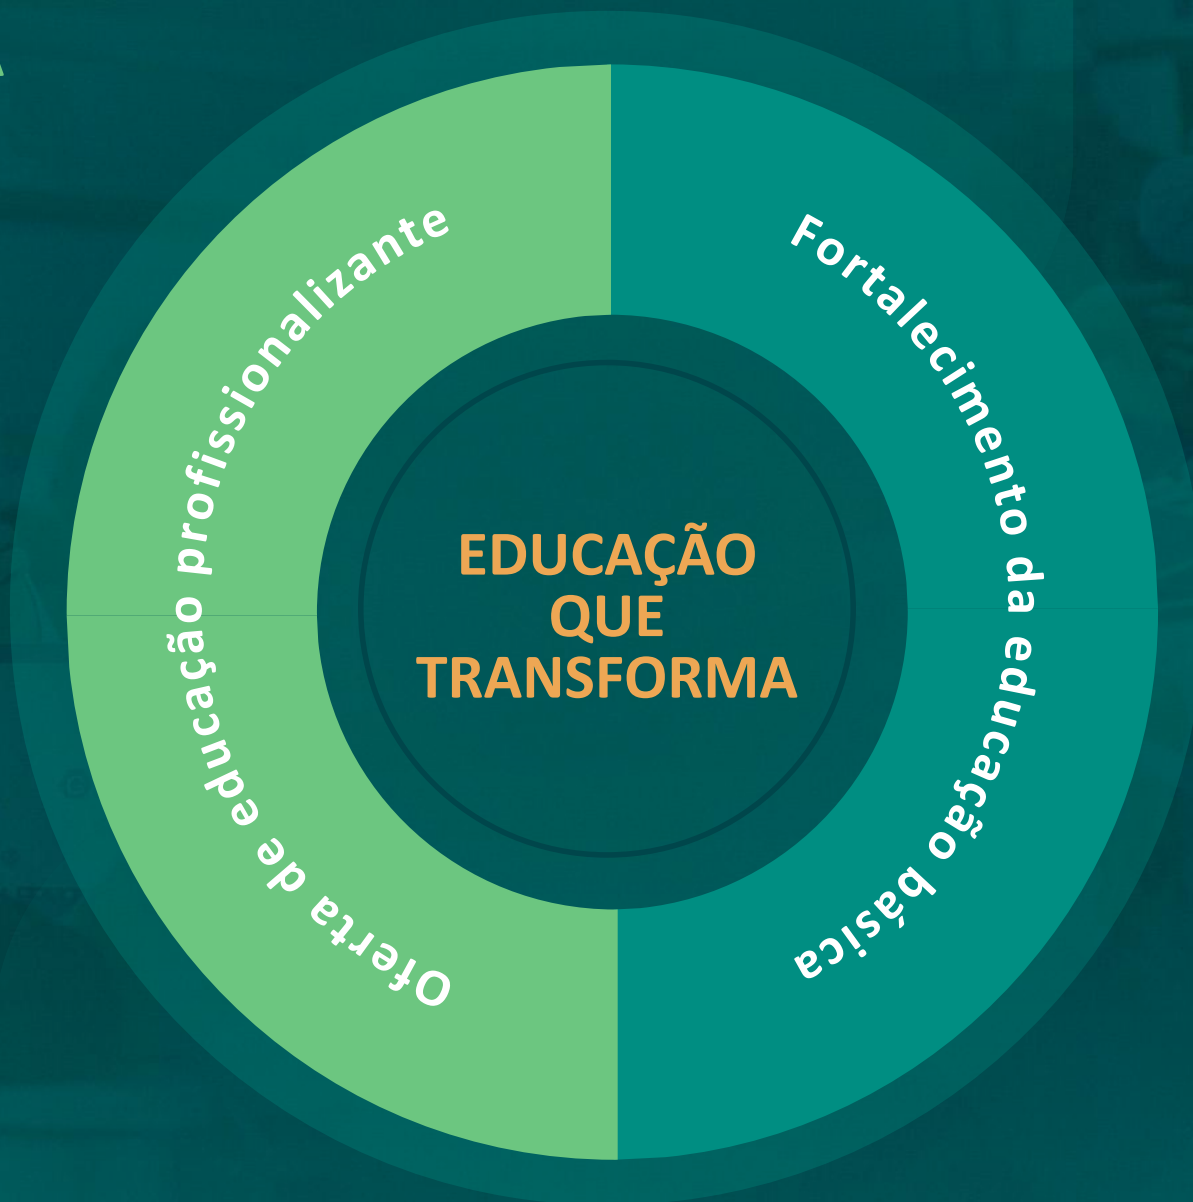 Oferta de educação profissionalizante
Fortalecimento da educação básica
EDUCAÇÃO
QUE
TRANSFORMA